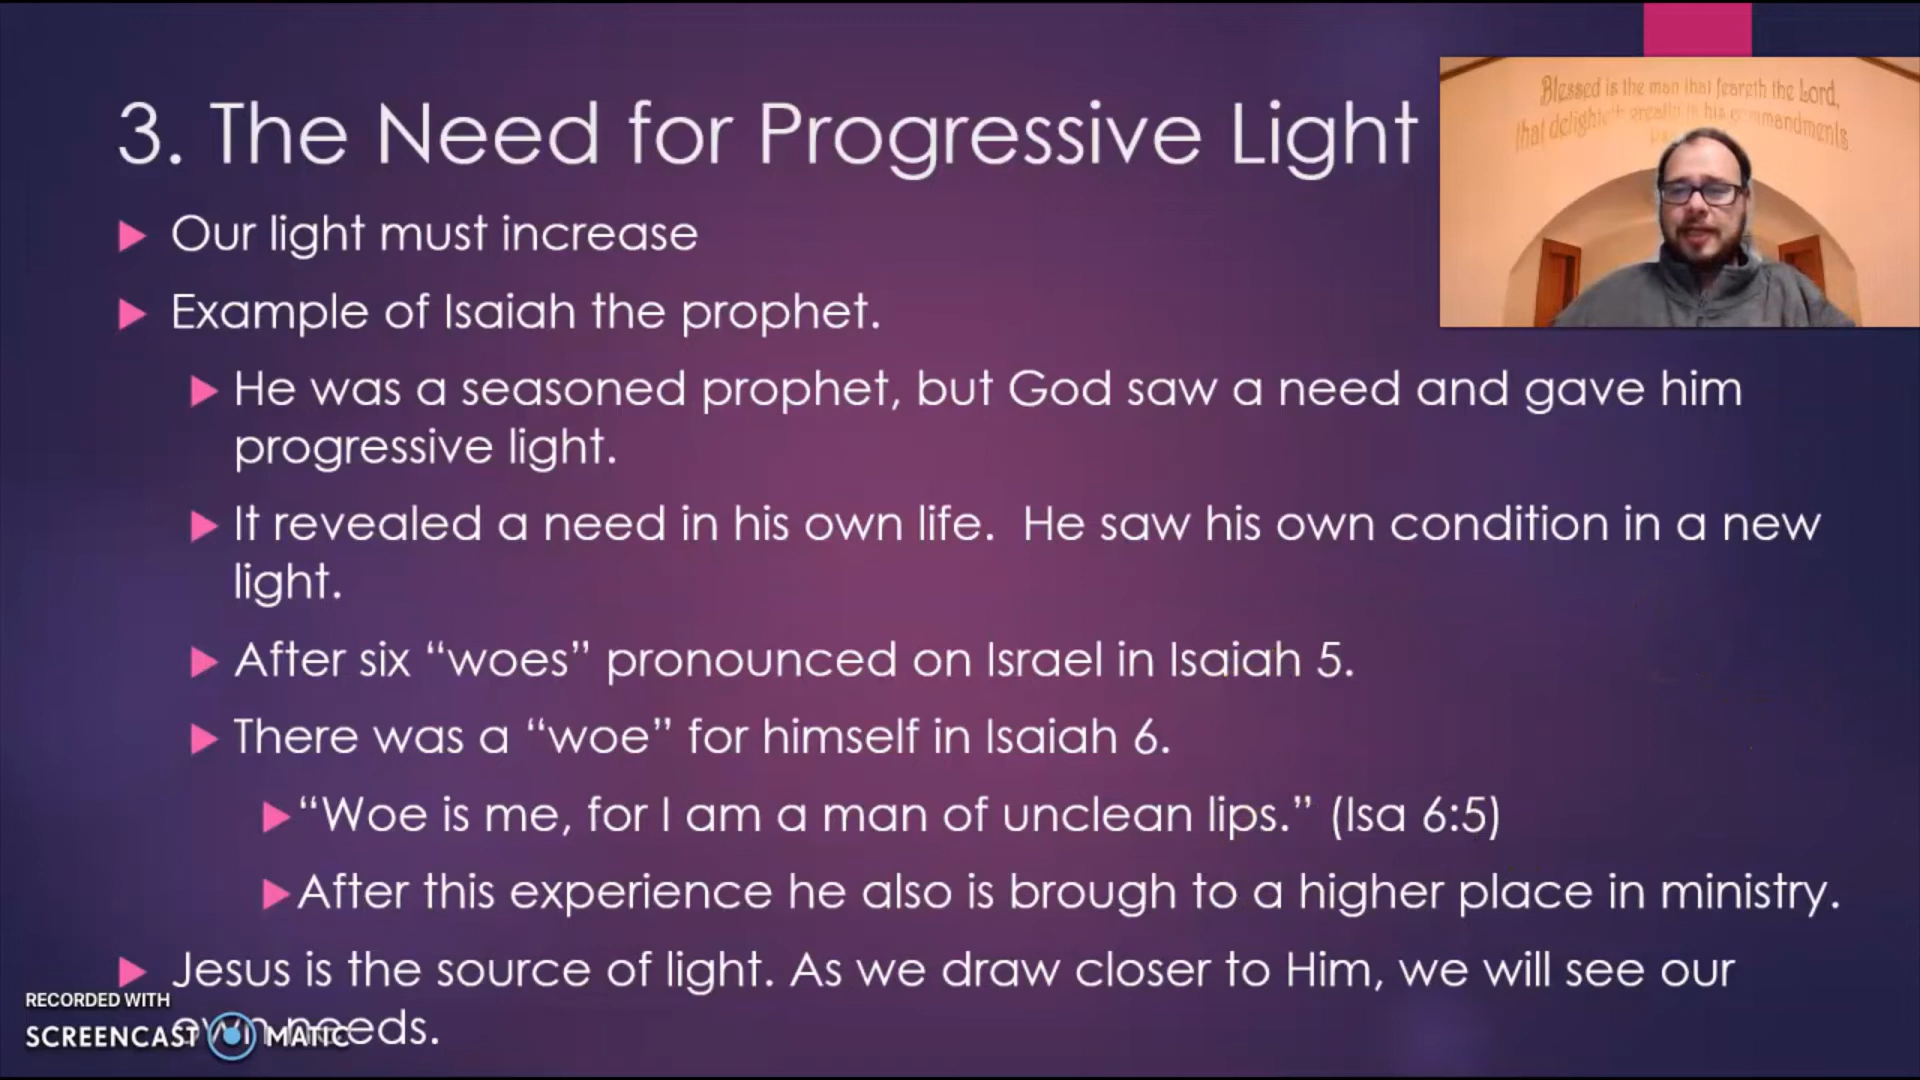 3. The Need for Progressive Light
Blessed is the man that feareth the Lord,
that delighteth greatly in his commandments
Our light must increase
Example of Isaiah the prophet.
He was a seasoned prophet, but God saw a need and gave him
progressive light.
It revealed a need in his own life. He saw his own condition in a new
light.
After six “woes” pronounced on Israel in Isaiah 5.
There was a “woe” for himself in Isaiah 6.
“Woe is me, for I am a man of unclean lips.” (Isa 6:5)
After this experience he also is brough to a higher place in ministry.
Jesus is the source of light. As we draw closer to Him, we will see our
own needs.
RECORDED WITH
SCREENCAST MATIC